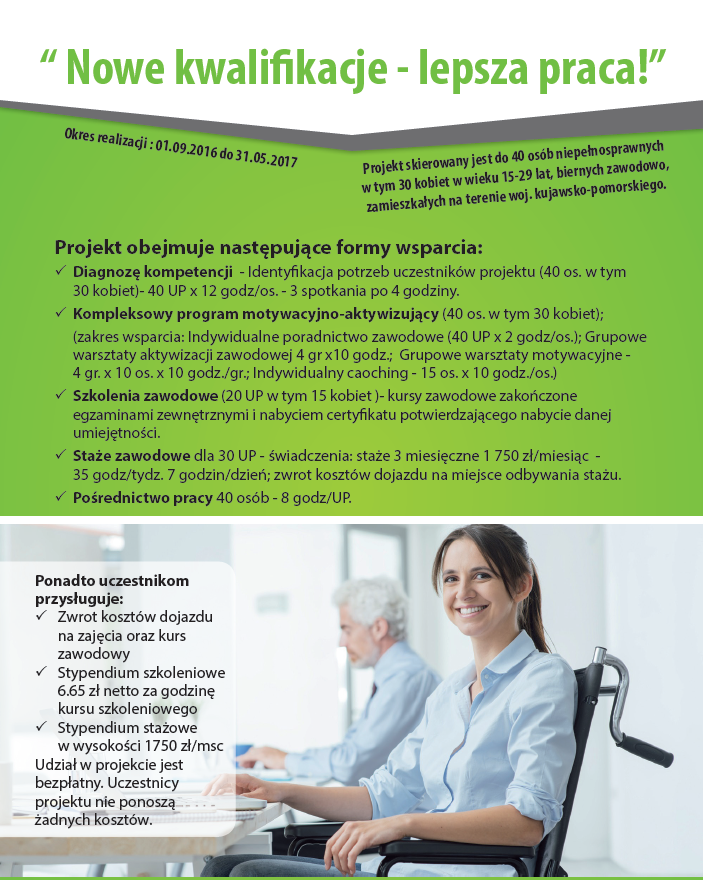 “ Nowe kwalifikacje - lepsza praca!”
Okres realizacji : 01.09.2016 do 31.05.2017
Projekt skierowany jest do 40 osób niepełnosprawnych
w tym 30 kobiet w wieku 15-29 lat, biernych zawodowo,
zamieszkałych na terenie woj. kujawsko-pomorskiego.
Projekt obejmuje następujące formy wsparcia:
✓ Diagnozę kompetencji - Identyfikacja potrzeb uczestników projektu (40 os. w tym
30 kobiet)- 40 UP x 12 godz/os. - 3 spotkania po 4 godziny.
✓ Kompleksowy program motywacyjno-aktywizujący (40 os. w tym 30 kobiet);
(zakres wsparcia: Indywidualne poradnictwo zawodowe (40 UP x 2 godz/os.); Grupowe
warsztaty aktywizacji zawodowej 4 gr x10 godz.; Grupowe warsztaty motywacyjne -
4 gr. x 10 os. x 10 godz./gr.; Indywidualny caoching - 15 os. x 10 godz./os.)
✓ Szkolenia zawodowe (20 UP w tym 15 kobiet )- kursy zawodowe zakończone
egzaminami zewnętrznymi i nabyciem certyfikatu potwierdzającego nabycie danej
umiejętności.
✓ Staże zawodowe dla 30 UP - świadczenia: staże 3 miesięczne 1 750 zł/miesiąc -
35 godz/tydz. 7 godzin/dzień; zwrot kosztów dojazdu na miejsce odbywania stażu.
✓ Pośrednictwo pracy 40 osób - 8 godz/UP.
Ponadto uczestnikom
przysługuje:
✓ Zwrot kosztów dojazdu
na zajęcia oraz kurs
zawodowy
✓ Stypendium szkoleniowe
6.65 zł netto za godzinę
kursu szkoleniowego
✓ Stypendium stażowe
w wysokości 1750 zł/msc
Udział w projekcie jest
bezpłatny. Uczestnicy
projektu nie ponoszą
żadnych kosztów.